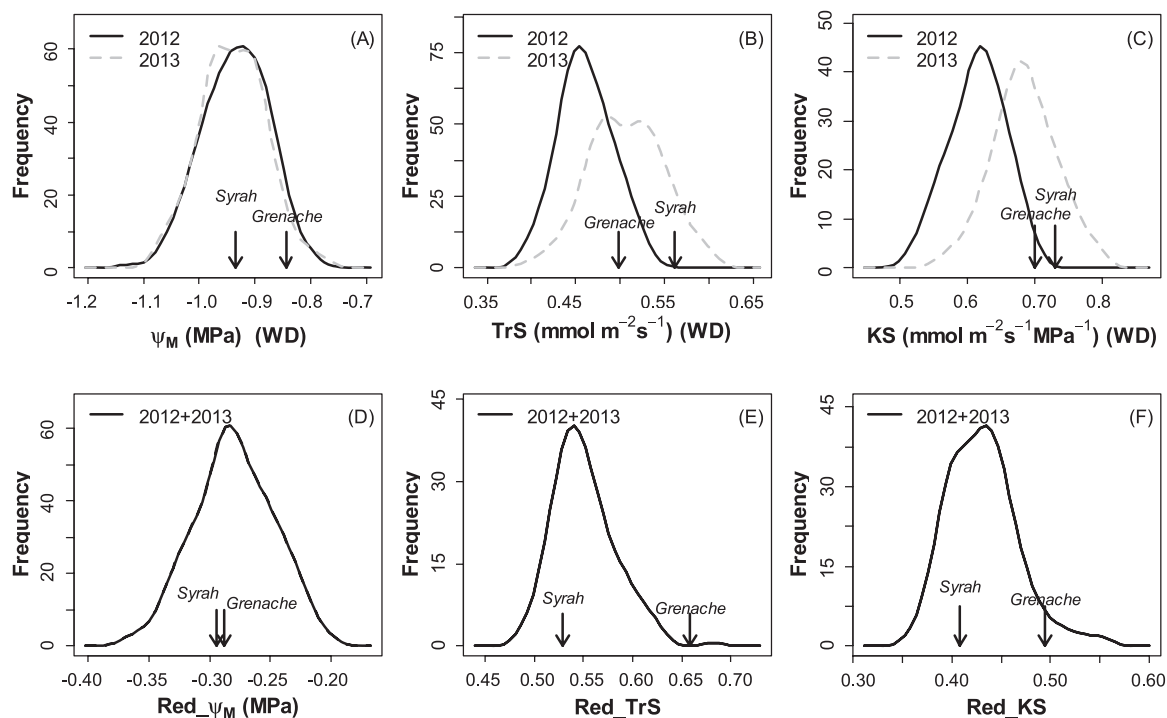 2012
2013
(A)
Frequency
60
40
20
0
Syrah
Grenache
-1.2 -1.1 -1.0 -0.9 -0.8 -0.7
ψM (MPa) (WD)
2012
2013
(B)
Frequency
75
50
25
0
Grenache
Syrah
0.35 0.45 0.55 0.65
TrS (mmol m⁻²s⁻¹) (WD)
2012
2013
(C)
Frequency
50
40
30
20
10
0
Syrah
Grenache
0.5 0.6 0.70 0.8
KS (mmol m⁻²s⁻¹MPa⁻¹) (WD)
2012+2013
(D)
Frequency
60
40
20
0
Syrah
Grenache
-0.40 -0.30 -0.20
Red_ψM (MPa)
2012+2013
(E)
Frequency
45
30
15
0
Syrah
Grenache
0.45 0.50 0.55 0.60 0.65 0.70
Red_TrS
2012+2013
(F)
Frequency
45
30
15
0
Syrah
Grenache
0.30 0.40 0.50 0.60
Red_KS